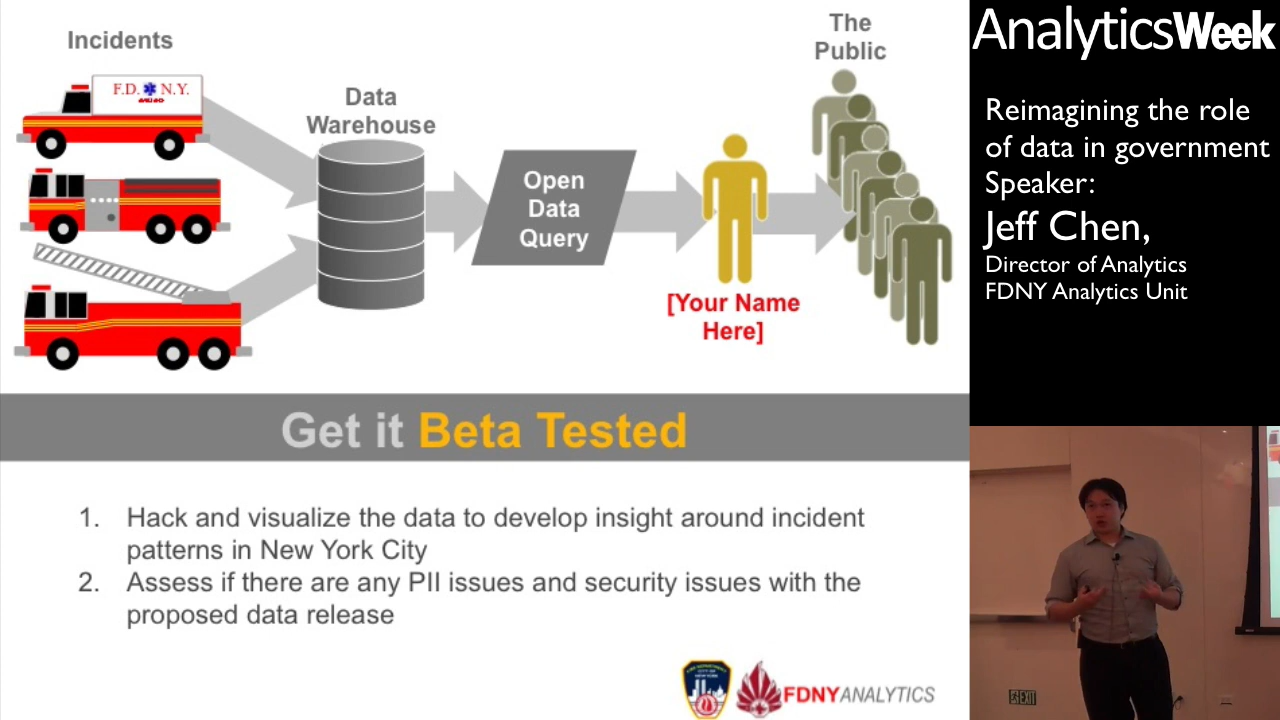 Incidents
F.D. N.Y.
Data
Warehouse
Open
Data
Query
The
Public
[Your Name
Here]
Get it Beta Tested
1. Hack and visualize the data to develop insight around incident
patterns in New York City
2. Assess if there are any PII issues and security issues with the
proposed data release
FDNYANALYTICS
AnalyticsWeek
Reimagining the role
of data in government
Speaker:
Jeff Chen,
Director of Analytics
FDNY Analytics Unit
EXIT